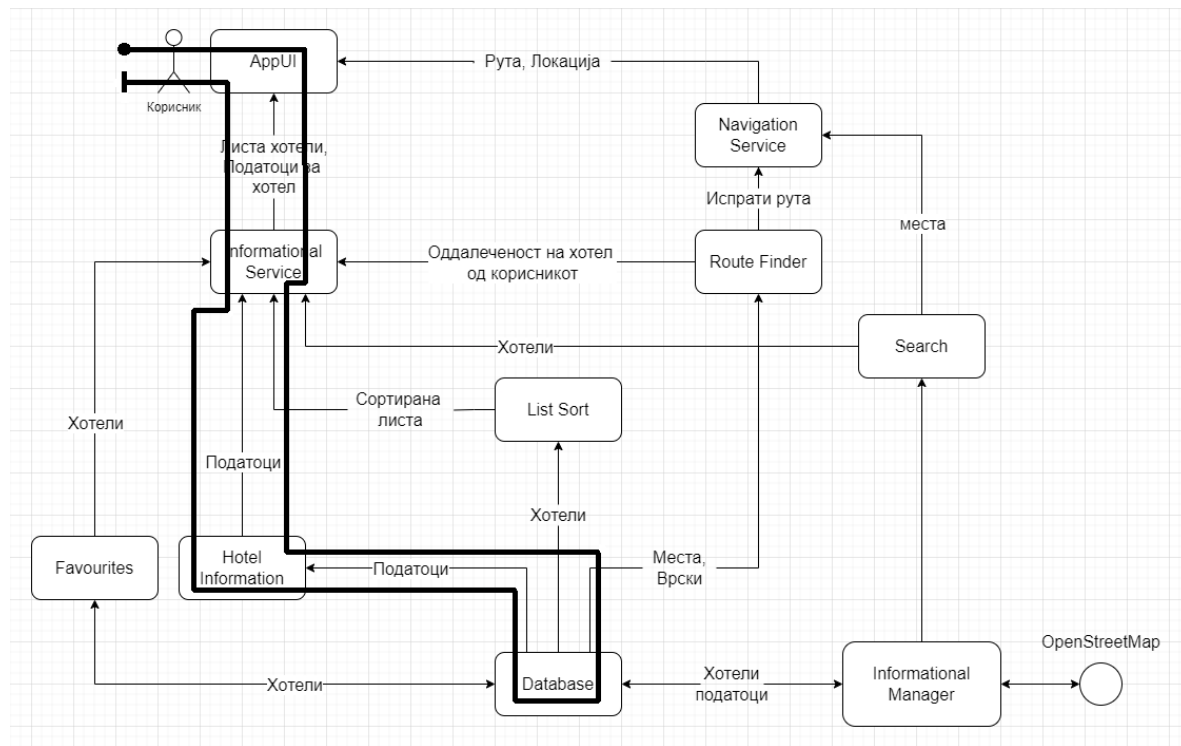 AppUI
Рута, Локација
Корисник
Navigation
Service
Листа хотели,
Податоци за
хотел
Испрати рута
места
Informational
Service
Оддалеченост на хотел
од корисникот
Route Finder
Хотели
Search
Сортирана
листа
List Sort
Хотели
Податоци
Хотели
Favourites
Hotel
Information
Податоци
Места,
Врски
OpenStreetMap
Хотели
Database
Хотели
податоци
Informational
Manager